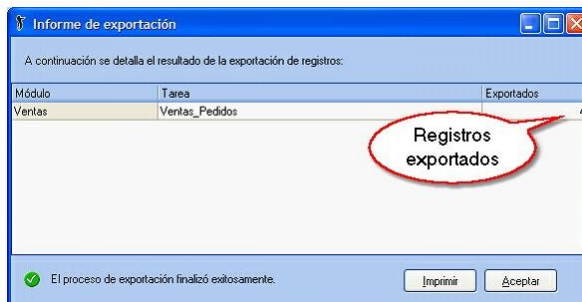 Informe de exportación
A continuación se detalla el resultado de la exportación de registros:
Módulo Tarea Exportados
Ventas Ventas_Pedidos
Registros
exportados
El proceso de exportación finalizó exitosamente. Imprimir Aceptar